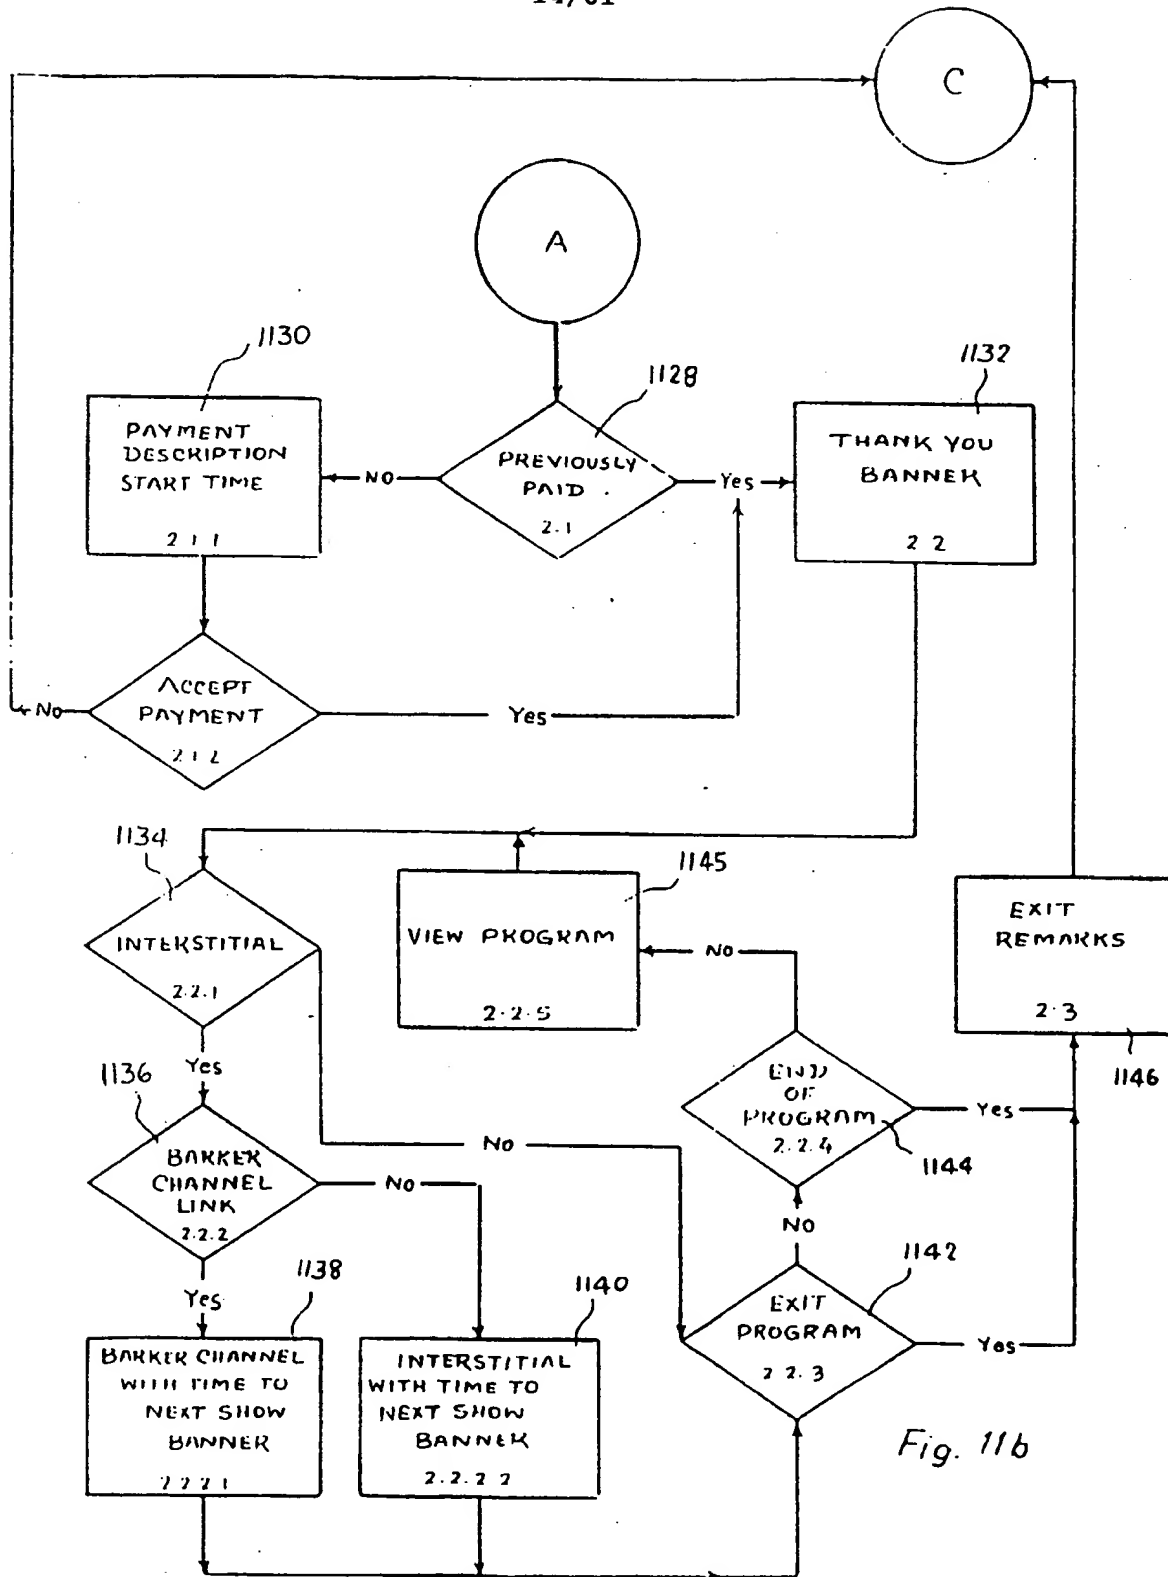 14/61
C
A
1130
1128
1132
PAYMENT
DESCRIPTION
START TIME
2 1 1
NO
PREVIOUSLY
PAID
2.1
Yes
THANK YOU
BANNER
2 2
ACCEPT
PAYMENT
2 1 2
No
Yes
1134
INTERSTITIAL
2.2.1
1145
VIEW PROGRAM
2.2.5
No
EXIT
REMARKS
2.3
1146
Yes
1136
BARKER
CHANNEL
LINK
2.2.2
No
No
END
OF
PROGRAM
2.2.4
1144
Yes
NO
Yes
1138
BARKER CHANNEL
WITH TIME TO
NEXT SHOW
BANNER
2 2 2 1
1140
INTERSTITIAL
WITH TIME TO
NEXT SHOW
BANNER
2.2.2 2
1142
EXIT
PROGRAM
2 2.3
Yes
Fig. 11b